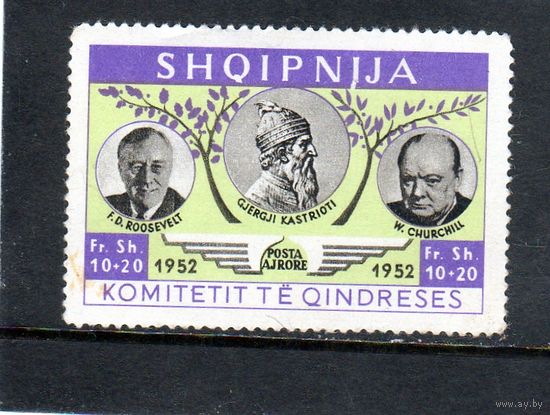 SHQIPNIJA
F.D. ROOSEVELT
GJERGJI KASTRIOTI
W. CHURCHILL
Fr. Sh.
10+20
1952
POSTA
AJRORE
1952
Fr. Sh.
10+20
KOMITETIT TË QINDRESES
www.ay.by